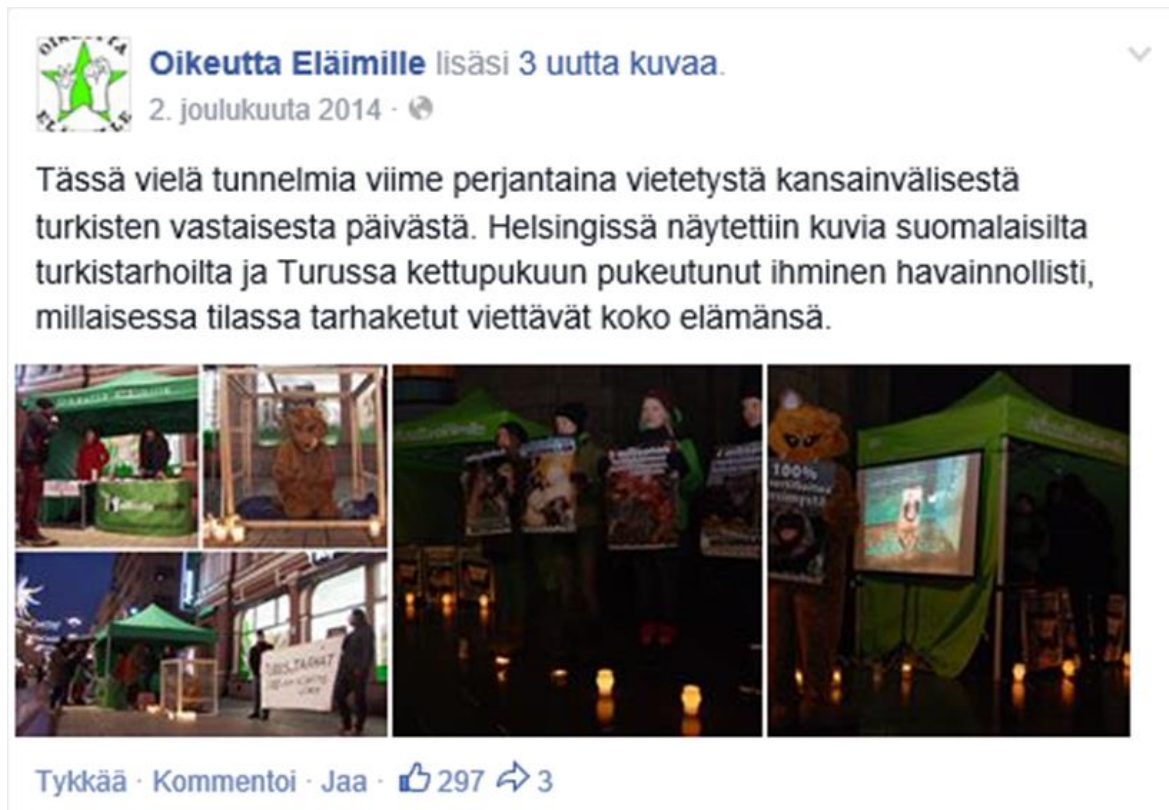 OIKEUTTA
ELÄIMILLE
Oikeutta Eläimille lisäsi 3 uutta kuvaa.
2. joulukuuta 2014 ·
Tässä vielä tunnelmia viime perjantaina vietetystä kansainvälisestä
turkisten vastaisesta päivästä. Helsingissä näytettiin kuvia suomalaisilta
turkistarhoilta ja Turussa kettupukuun pukeutunut ihminen havainnollisti,
millaisessa tilassa tarhaketut viettävät koko elämänsä.
100%
TURKISTARHAT
Tykkää · Kommentoi · Jaa · 297 3